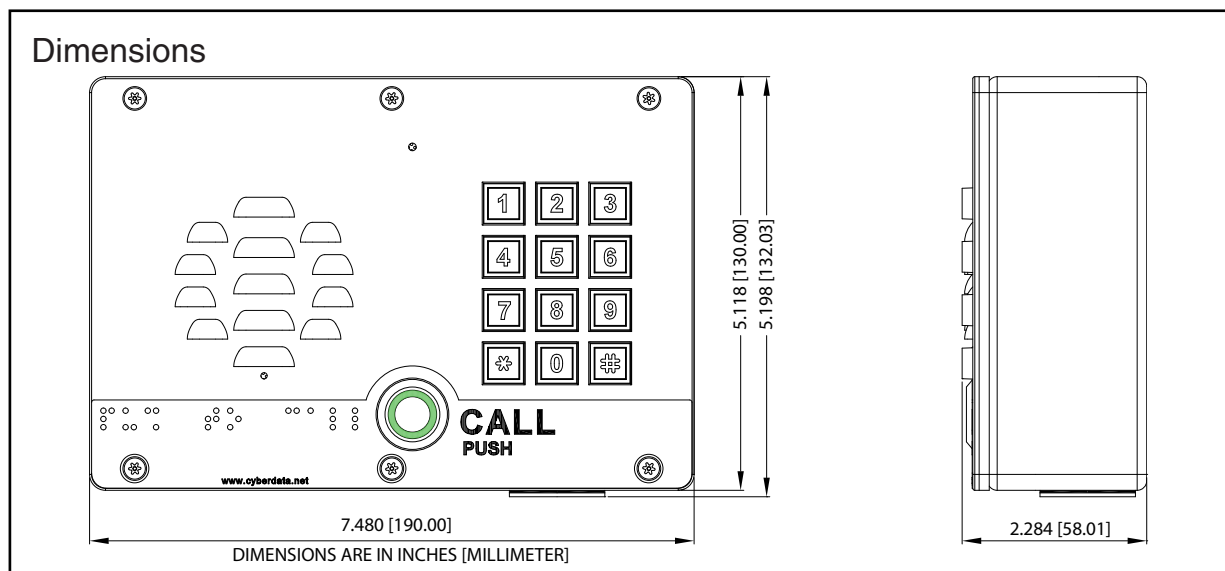 Dimensions
1 2 3
4 5 6
7 8 9
* 0 #
5.118 [130.00]
5.198 [132.03]
CALL
PUSH
www.cyberdata.net
7.480 [190.00]
2.284 [58.01]
DIMENSIONS ARE IN INCHES [MILLIMETER]